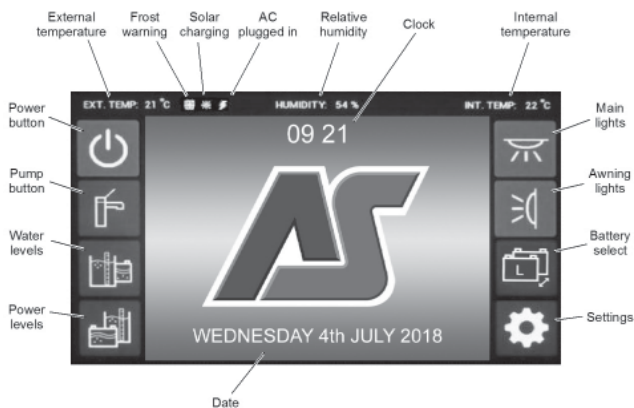 External
temperature
Frost
warning
Solar
charging
AC
plugged in
Relative
humidity
Clock
Internal
temperature
EXT. TEMP: 21 °C
HUMIDITY: 54 %
INT. TEMP: 22 °C
Power
button
Pump
button
Water
levels
Power
levels
09 21
AS
WEDNESDAY 4th JULY 2018
L
Main
lights
Awning
lights
Battery
select
Settings
Date